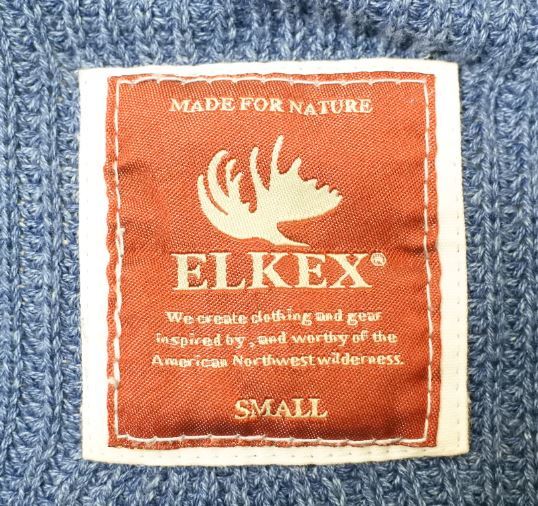 MADE FOR NATURE
ELKEX®
We create clothing and gear
inspired by, and worthy of the
American Northwest wilderness.
SMALL